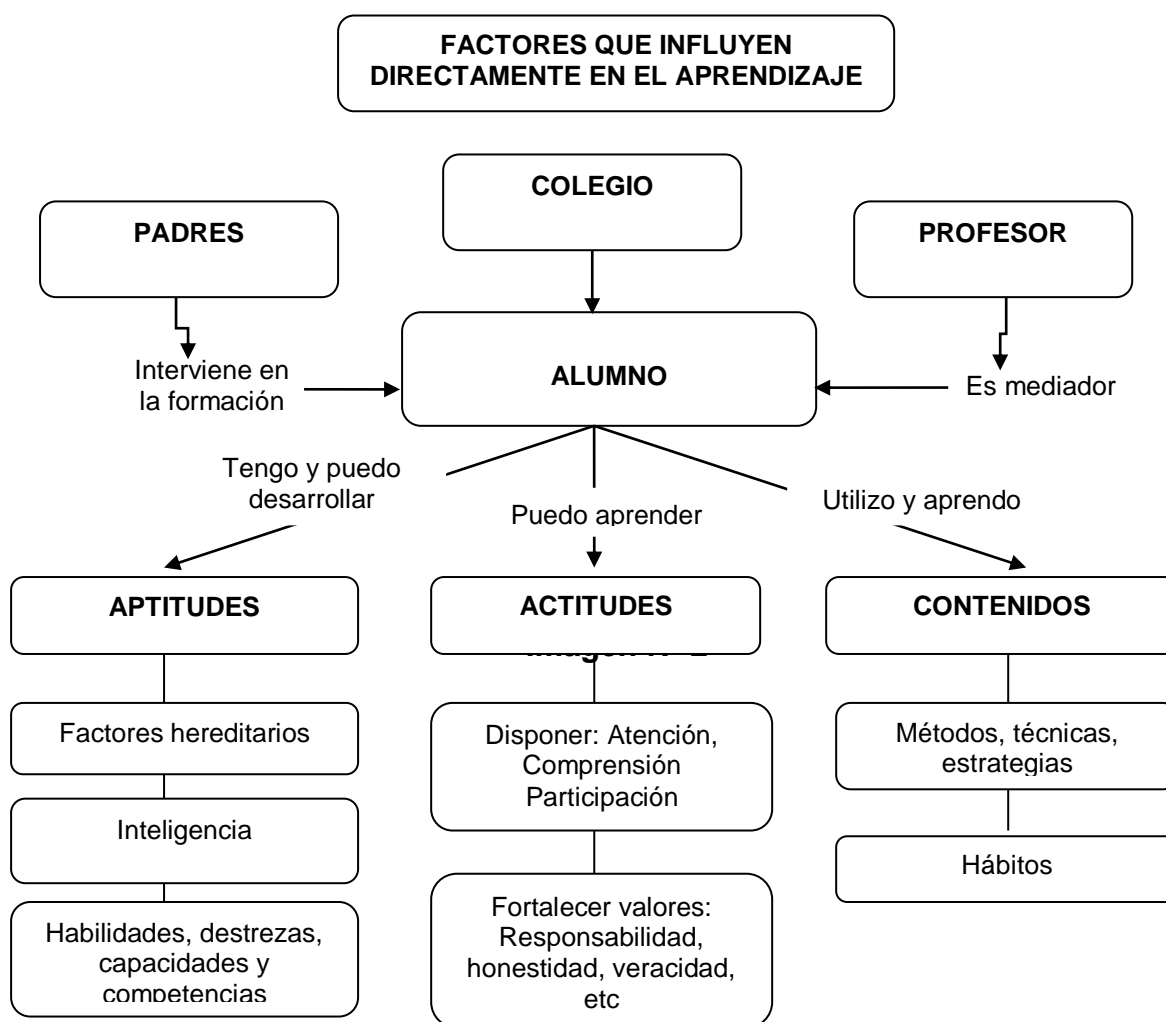 FACTORES QUE INFLUYEN
DIRECTAMENTE EN EL APRENDIZAJE
COLEGIO
PADRES
PROFESOR
ALUMNO
Interviene en
la formación
Es mediador
Tengo y puedo
desarrollar
Puedo aprender
Utilizo y aprendo
APTITUDES
ACTITUDES
CONTENIDOS
Factores hereditarios
Inteligencia
Habilidades, destrezas,
capacidades y
competencias
Disponer: Atención,
Comprensión
Participación
Fortalecer valores:
Responsabilidad,
honestidad, veracidad,
etc
Métodos, técnicas,
estrategias
Hábitos